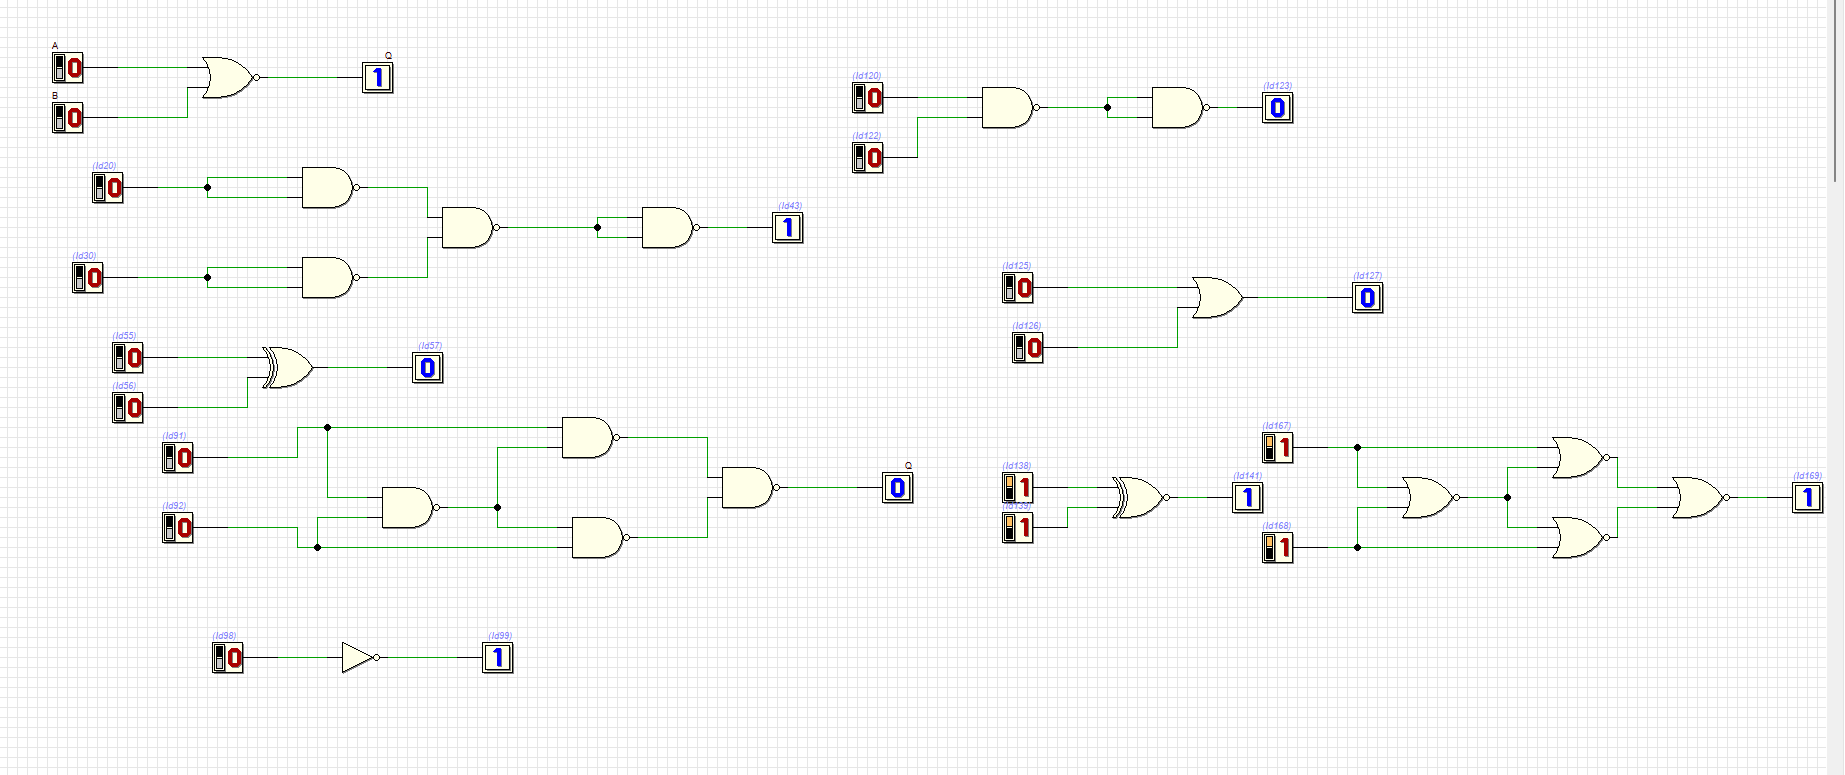 A
0
Q
1
B
0
(Id20)
0
(Id30)
0
(Id43)
1
(Id55)
0
(Id56)
0
(Id57)
0
(Id91)
0
(Id92)
0
Q
0
(Id98)
0
(Id99)
1
(Id120)
0
(Id122)
0
(Id123)
0
(Id125)
0
(Id126)
0
(Id127)
0
(Id138)
1
(Id139)
1
(Id141)
1
(Id167)
1
(Id168)
1
(Id169)
1